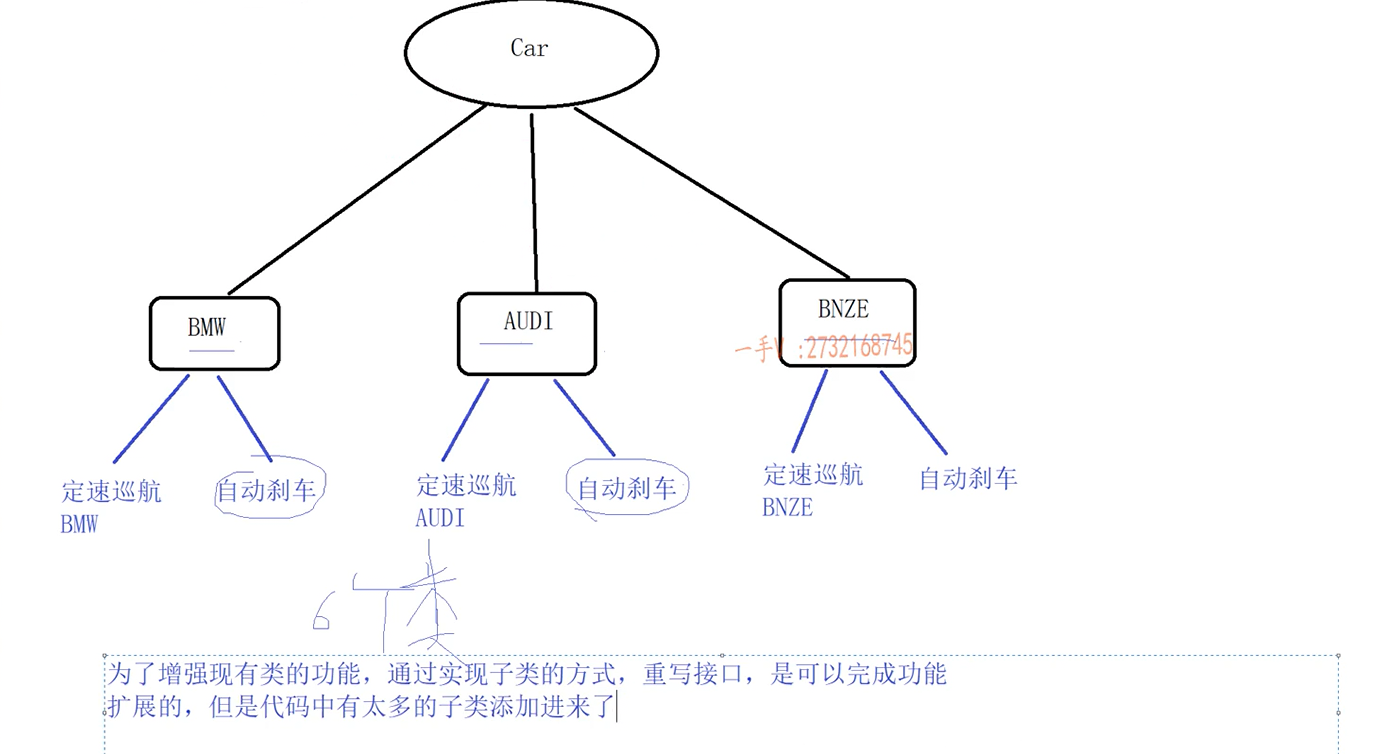 Car
BMW
AUDI
BNZE
一手V :2732168745
定速巡航
BMW
自动刹车
定速巡航
AUDI
自动刹车
定速巡航
BNZE
自动刹车
6个类
为了增强现有类的功能，通过实现子类的方式，重写接口，是可以完成功能
扩展的，但是代码中有太多的子类添加进来了